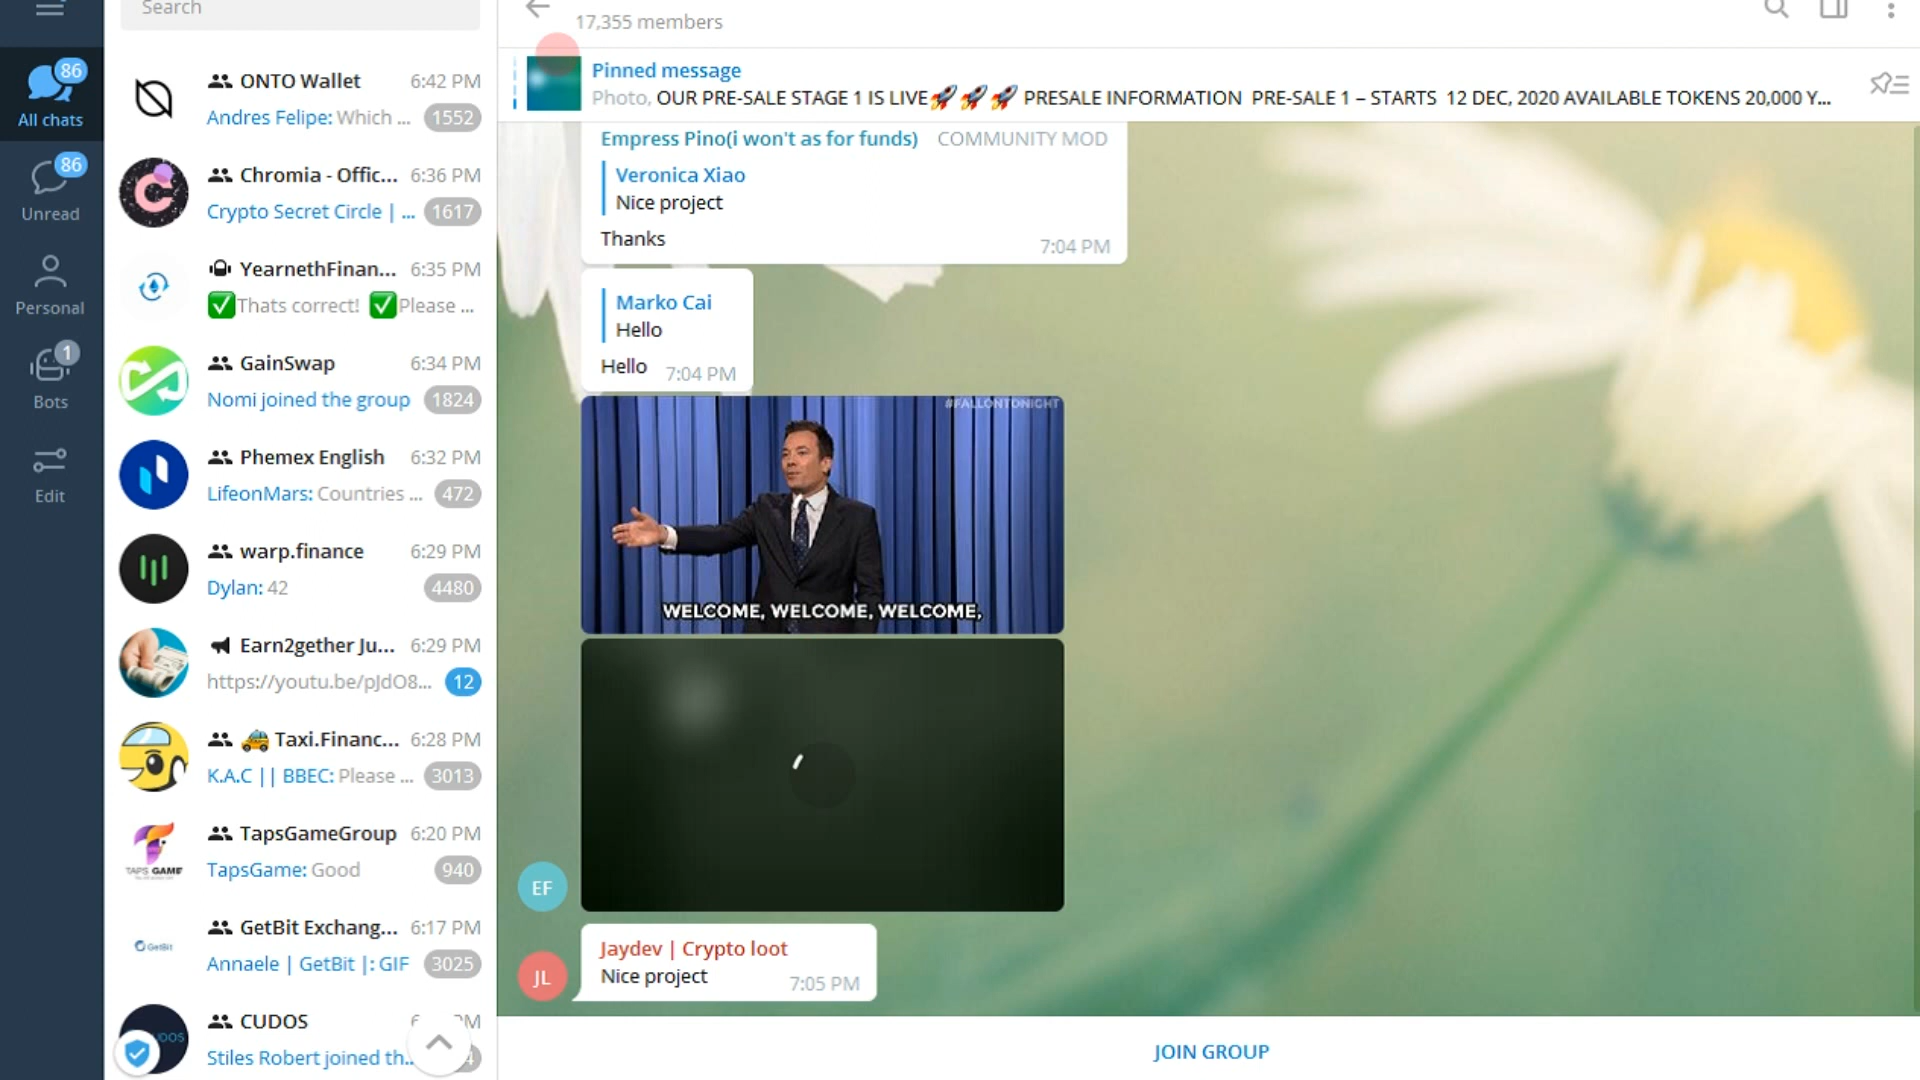 Search
86
All chats
86
Unread
Personal
1
Bots
Edit
ONTO Wallet 6:42 PM
Andres Felipe: Which ... 1552
Chromia - Offic... 6:36 PM
Crypto Secret Circle | ... 1617
YearnethFinan... 6:35 PM
✅Thats correct! ✅Please ...
GainSwap 6:34 PM
Nomi joined the group 1824
Phemex English 6:32 PM
LifeonMars: Countries ... 472
warp.finance 6:29 PM
Dylan: 42 4480
Earn2gether Ju... 6:29 PM
https://youtu.be/pJdO8... 12
🚖 Taxi.Financ... 6:28 PM
K.A.C || BBEC: Please ... 3013
TAPS GAME
TapsGameGroup 6:20 PM
TapsGame: Good 940
GetBit
GetBit Exchang... 6:17 PM
Annaele | GetBit |: GIF 3025
CUDOS
Stiles Robert joined th...
17,355 members
Pinned message
Photo, OUR PRE-SALE STAGE 1 IS LIVE🚀🚀🚀 PRESALE INFORMATION PRE-SALE 1 – STARTS 12 DEC, 2020 AVAILABLE TOKENS 20,000 Y...
Empress Pino(i won't as for funds) COMMUNITY MOD
Veronica Xiao
Nice project
Thanks 7:04 PM
Marko Cai
Hello
Hello 7:04 PM
#FALLONTONIGHT
WELCOME, WELCOME, WELCOME,
EF
JL
Jaydev | Crypto loot
Nice project 7:05 PM
JOIN GROUP